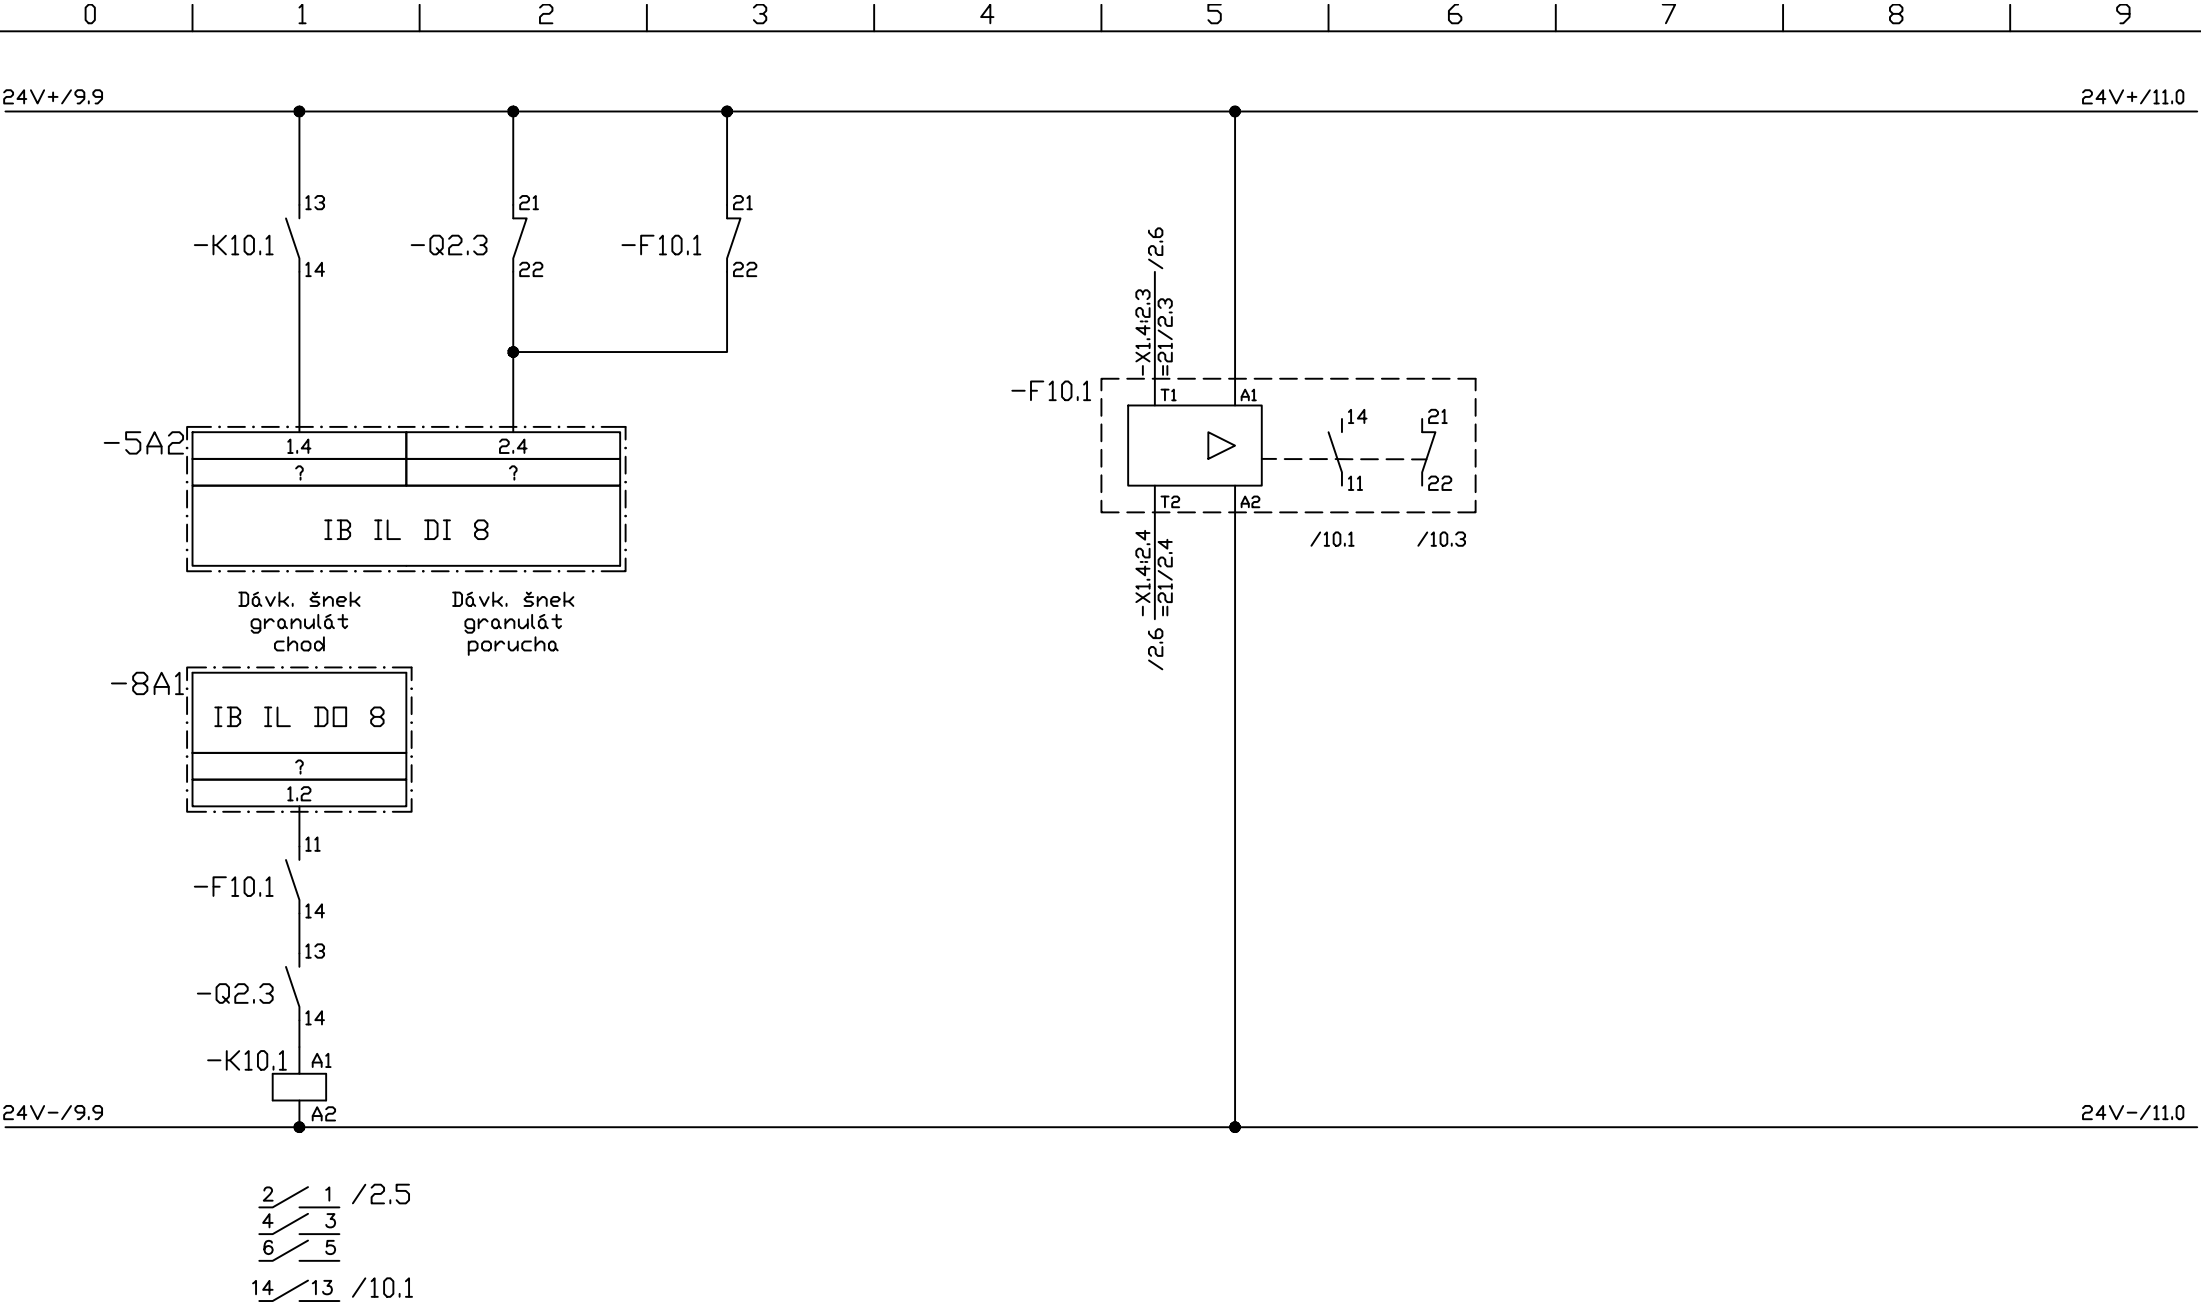 0 1 2 3 4 5 6 7 8 9
24V+/9.9
24V+/11.0
13
-K10.1
14
21
-Q2.3
22
21
-F10.1
22
-5A2
1.4
2.4
?
?
IB IL DI 8
Dávk. šnek
granulát
chod
Dávk. šnek
granulát
porucha
-8A1
IB IL DO 8
?
1.2
11
-F10.1
14
13
-Q2.3
14
-K10.1
A1
A2
24V-/9.9
24V-/11.0
2 1 /2.5
4 3
6 5
14 13 /10.1
/2.6
-X1.4:2.3
=21/2.3
-F10.1
T1
A1
14
11
21
22
T2
A2
/10.1
/10.3
-X1.4:2.4
=21/2.4
/2.6